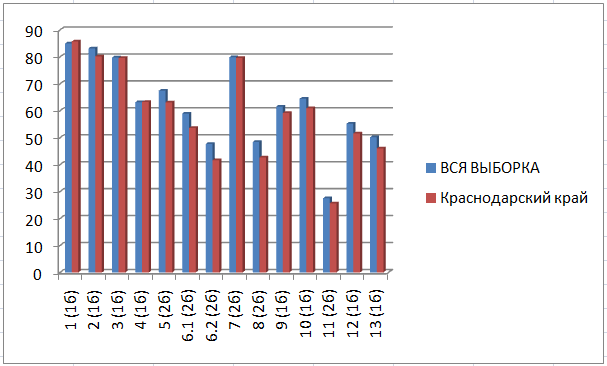 90
80
70
60
50
40
30
20
10
0
1 (1б)
2 (1б)
3 (1б)
4 (1б)
5 (2б)
6.1 (2б)
6.2 (2б)
7 (2б)
8 (2б)
9 (1б)
10 (1б)
11 (2б)
12 (1б)
13 (1б)
ВСЯ ВЫБОРКА
Краснодарский край